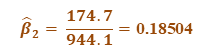 β̂₂ = 174.7 / 944.1 = 0.18504